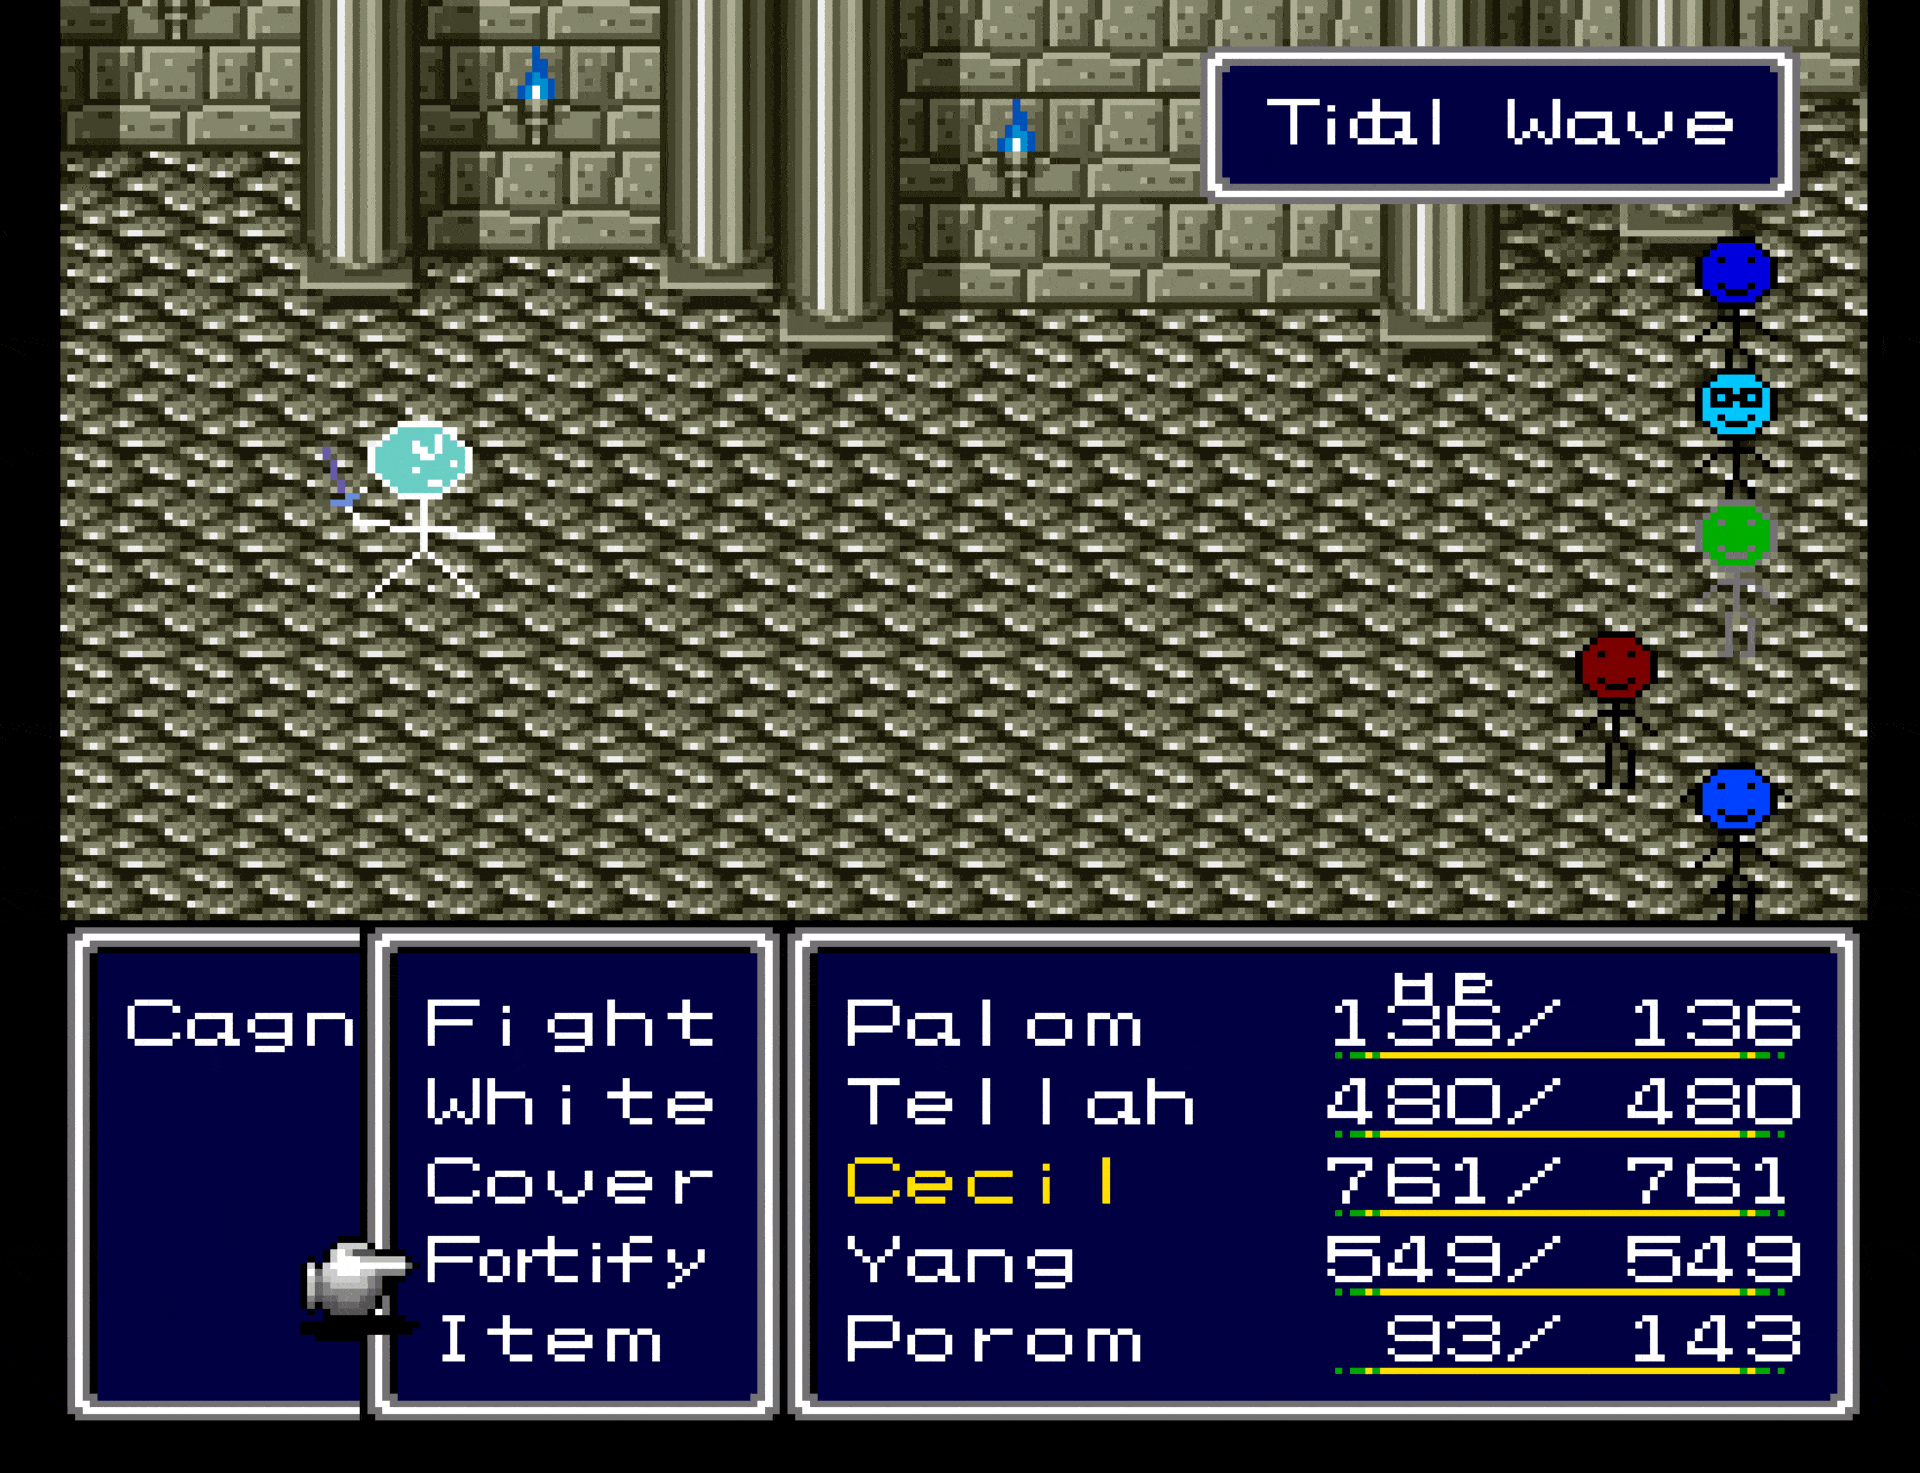 Tidal Wave
Cagn
Fight
White
Cover
Fortify
Item
Palom 136/ 136
Tellah 480/ 480
Cecil 761/ 761
Yang 549/ 549
Porom 93/ 143